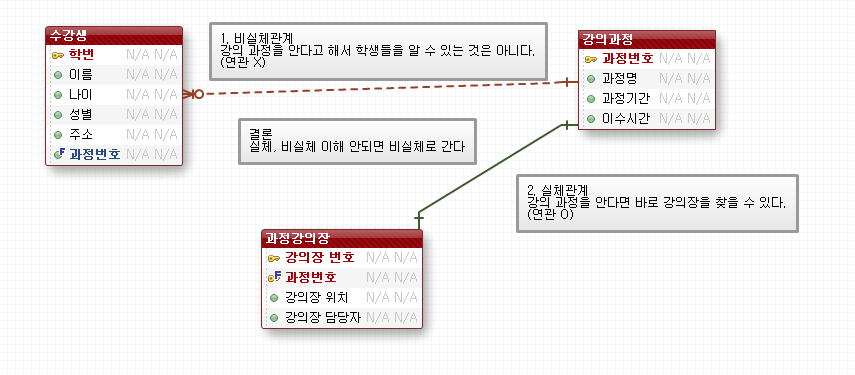 수강생
학번 N/A N/A
이름 N/A N/A
나이 N/A N/A
성별 N/A N/A
주소 N/A N/A
과정번호 N/A N/A
1. 비실체관계
강의 과정을 안다고 해서 학생들을 알 수 있는 것은 아니다.
(연관 X)
강의과정
과정번호 N/A N/A
과정명 N/A N/A
과정기간 N/A N/A
이수시간 N/A N/A
결론
실체, 비실체 이해 안되면 비실체로 간다
2. 실체관계
강의 과정을 안다면 바로 강의장을 찾을 수 있다.
(연관 O)
과정강의장
강의장 번호 N/A N/A
과정번호 N/A N/A
강의장 위치 N/A N/A
강의장 담당자 N/A N/A